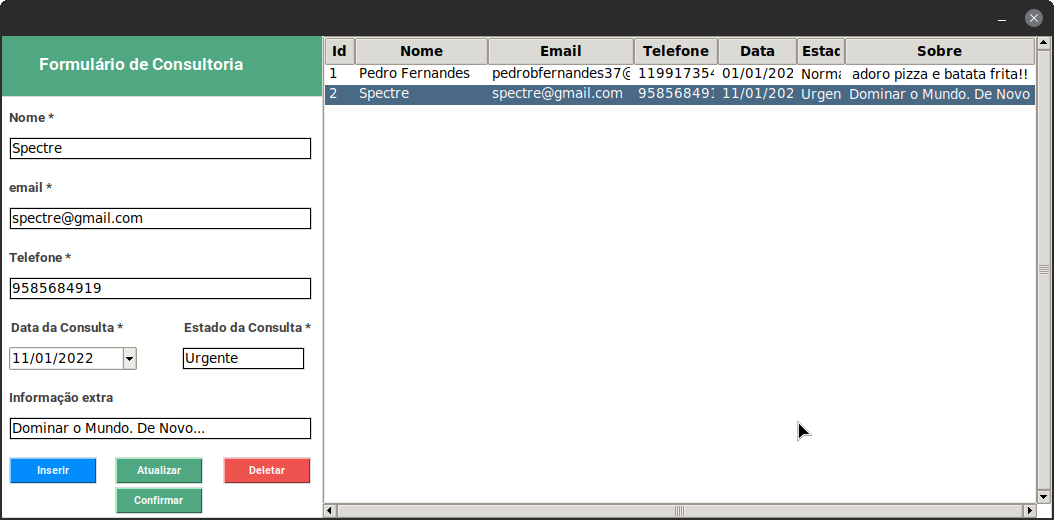 Formulário de Consultoria
Nome *
Spectre
email *
spectre@gmail.com
Telefone *
9585684919
Data da Consulta * Estado da Consulta *
11/01/2022 Urgente
Informação extra
Dominar o Mundo. De Novo...
Inserir Atualizar Deletar
Confirmar
Id Nome Email Telefone Data Estac Sobre
1 Pedro Fernandes pedrobfernandes37@ 119917354 01/01/202 Norma adoro pizza e batata frita!!
2 Spectre spectre@gmail.com 958568491 11/01/202 Urgen Dominar o Mundo. De Novo